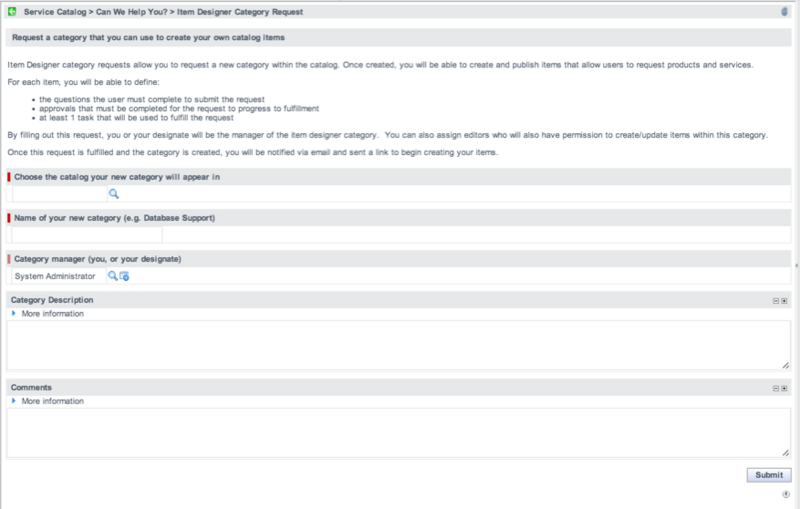 Service Catalog > Can We Help You? > Item Designer Category Request
Request a category that you can use to create your own catalog items
Item Designer category requests allow you to request a new category within the catalog. Once created, you will be able to create and publish items that allow users to request products and services.
For each item, you will be able to define:
• the questions the user must complete to submit the request
• approvals that must be completed for the request to progress to fulfillment
• at least 1 task that will be used to fulfill the request
By filling out this request, you or your designate will be the manager of the item designer category. You can also assign editors who will also have permission to create/update items within this category.
Once this request is fulfilled and the category is created, you will be notified via email and sent a link to begin creating your items.
Choose the catalog your new category will appear in
Name of your new category (e.g. Database Support)
Category manager (you, or your designate)
System Administrator
Category Description
More information
Comments
More information
Submit